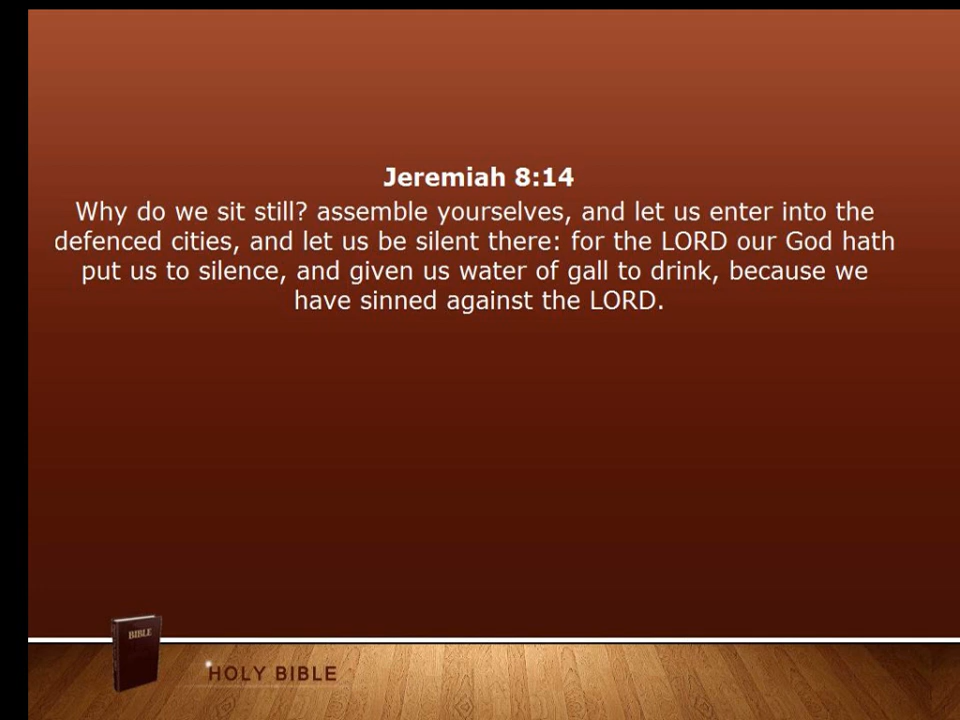 Jeremiah 8:14
Why do we sit still? assemble yourselves, and let us enter into the
defenced cities, and let us be silent there: for the LORD our God hath
put us to silence, and given us water of gall to drink, because we
have sinned against the LORD.
BIBLE
HOLY BIBLE